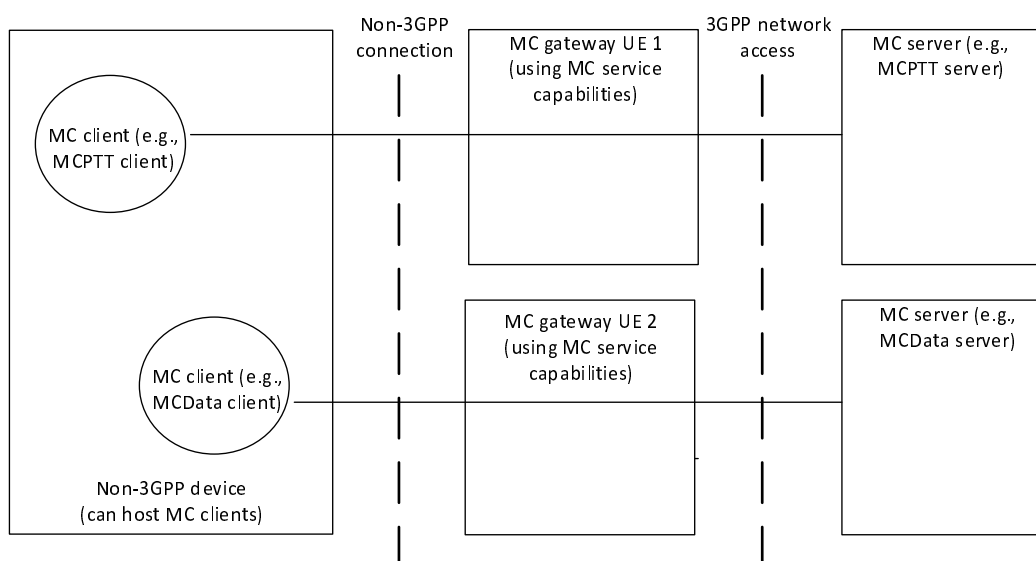 Non-3GPP
connection
3GPP network
access
MC gateway UE 1
(using MC service
capabilities)
MC server (e.g.,
MCPTT server)
MC client (e.g.,
MCPTT client)
MC gateway UE 2
(using MC service
capabilities)
MC server (e.g.,
MCData server)
MC client (e.g.,
MCData client)
Non-3GPP device
(can host MC clients)